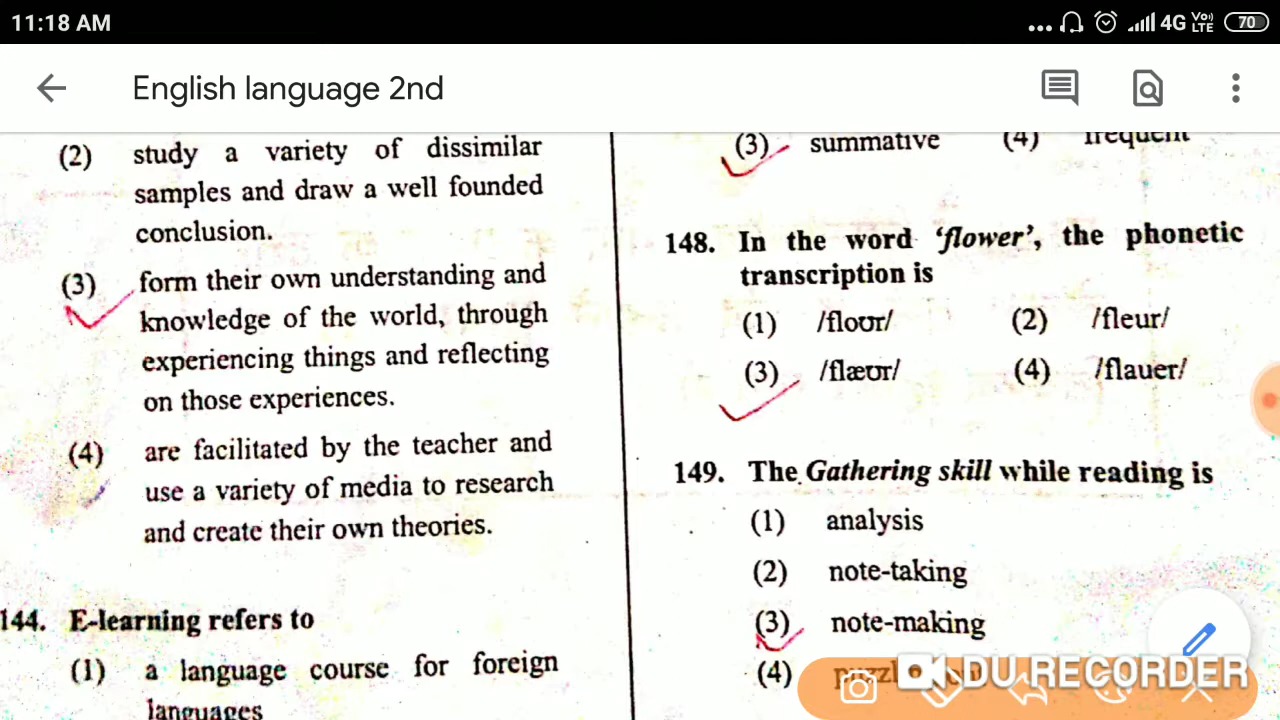 11:18 AM
4G
Vo))
LTE
70
English language 2nd
(2) study a variety of dissimilar
samples and draw a well founded
conclusion.
(3) form their own understanding and
knowledge of the world, through
experiencing things and reflecting
on those experiences.
(4) are facilitated by the teacher and
use a variety of media to research
and create their own theories.
144. E-learning refers to
(1) a language course for foreign
languages
(3) summative (4) frequent
148. In the word ‘flower’, the phonetic
transcription is
(1) /floʊr/ (2) /fleur/
(3) /flæʊr/ (4) /flauer/
149. The Gathering skill while reading is
(1) analysis
(2) note-taking
(3) note-making
(4)
DU RECORDER